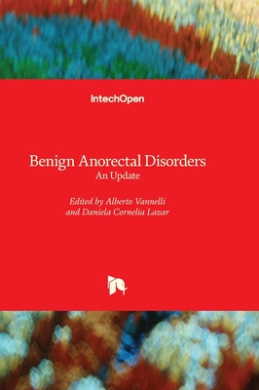 IntechOpen
Benign Anorectal Disorders
An Update
Edited by Alberto Vannelli
and Daniela Cornelia Lazar